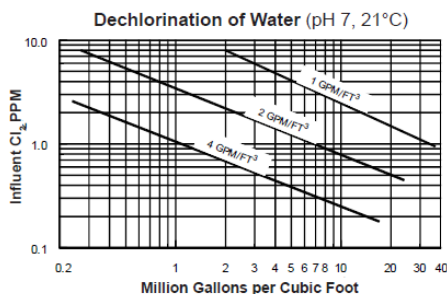 Dechlorination of Water (pH 7, 21°C)
10.0
1 GPM/FT³
2 GPM/FT³
4 GPM/FT³
1.0
0.1
Influent Cl₂, PPM
0.2 1 2 3 4 5 6 7 8 10 20 30 40
Million Gallons per Cubic Foot